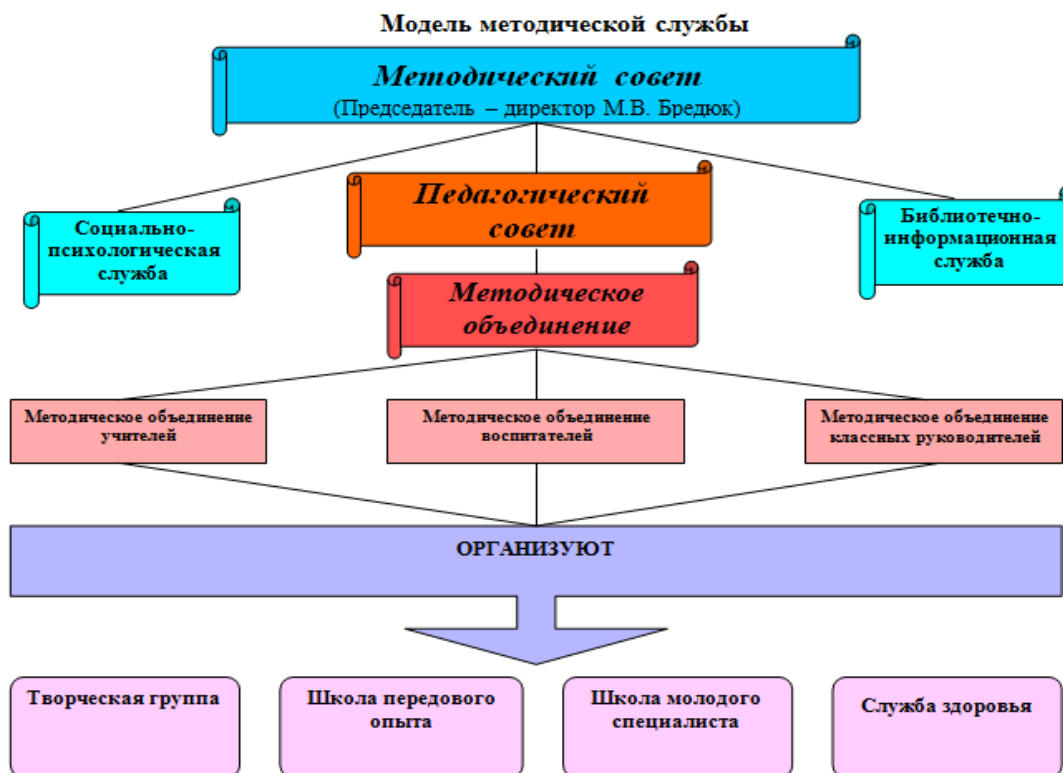 Модель методической службы
Методический совет
(Председатель – директор М.В. Бредюк)
Педагогический
совет
Социально-
психологическая
служба
Библиотечно-
информационная
служба
Методическое
объединение
Методическое объединение
учителей
Методическое объединение
воспитателей
Методическое объединение
классных руководителей
ОРГАНИЗУЮТ
Творческая группа
Школа передового
опыта
Школа молодого
специалиста
Служба здоровья